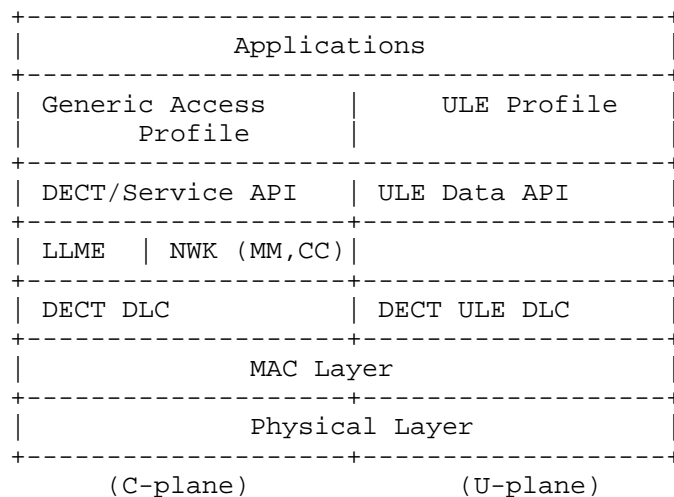 Applications
Generic Access | ULE Profile
Profile |
DECT/Service API | ULE Data API
LLME | NWK (MM,CC)|
DECT DLC | DECT ULE DLC
MAC Layer
Physical Layer
(C-plane) (U-plane)